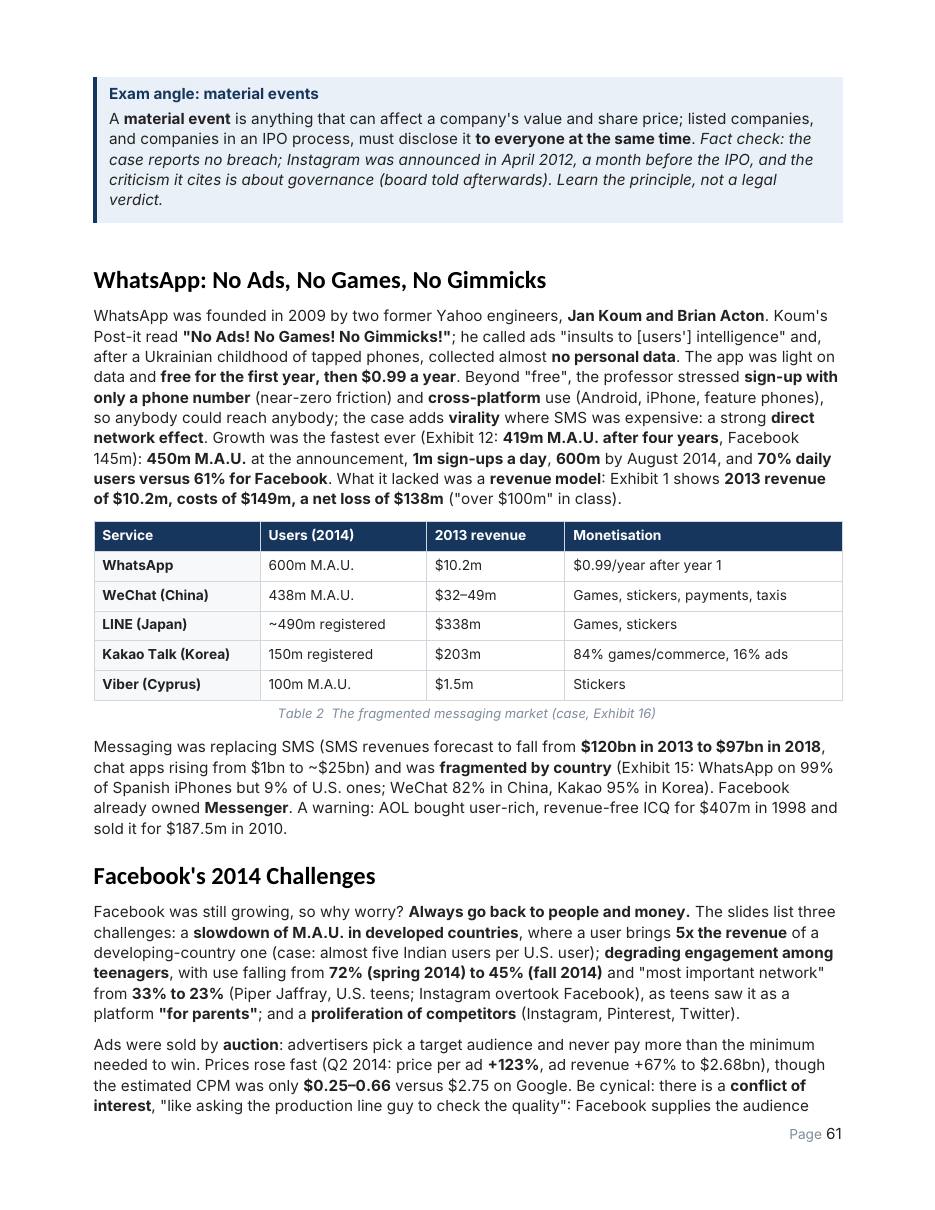 Exam angle: material events
A material event is anything that can affect a company's value and share price; listed companies,
and companies in an IPO process, must disclose it to everyone at the same time. Fact check: the
case reports no breach; Instagram was announced in April 2012, a month before the IPO, and the
criticism it cites is about governance (board told afterwards). Learn the principle, not a legal
verdict.
WhatsApp: No Ads, No Games, No Gimmicks
WhatsApp was founded in 2009 by two former Yahoo engineers, Jan Koum and Brian Acton. Koum's
Post-it read "No Ads! No Games! No Gimmicks!"; he called ads "insults to [users'] intelligence" and,
after a Ukrainian childhood of tapped phones, collected almost no personal data. The app was light on
data and free for the first year, then $0.99 a year. Beyond "free", the professor stressed sign-up with
only a phone number (near-zero friction) and cross-platform use (Android, iPhone, feature phones),
so anybody could reach anybody; the case adds virality where SMS was expensive: a strong direct
network effect. Growth was the fastest ever (Exhibit 12: 419m M.A.U. after four years, Facebook
145m): 450m M.A.U. at the announcement, 1m sign-ups a day, 600m by August 2014, and 70% daily
users versus 61% for Facebook. What it lacked was a revenue model: Exhibit 1 shows 2013 revenue
of $10.2m, costs of $149m, a net loss of $138m ("over $100m" in class).
Service Users (2014) 2013 revenue Monetisation
WhatsApp 600m M.A.U. $10.2m $0.99/year after year 1
WeChat (China) 438m M.A.U. $32–49m Games, stickers, payments, taxis
LINE (Japan) ~490m registered $338m Games, stickers
Kakao Talk (Korea) 150m registered $203m 84% games/commerce, 16% ads
Viber (Cyprus) 100m M.A.U. $1.5m Stickers
Table 2 The fragmented messaging market (case, Exhibit 16)
Messaging was replacing SMS (SMS revenues forecast to fall from $120bn in 2013 to $97bn in 2018,
chat apps rising from $1bn to ~$25bn) and was fragmented by country (Exhibit 15: WhatsApp on 99%
of Spanish iPhones but 9% of U.S. ones; WeChat 82% in China, Kakao 95% in Korea). Facebook
already owned Messenger. A warning: AOL bought user-rich, revenue-free ICQ for $407m in 1998 and
sold it for $187.5m in 2010.
Facebook's 2014 Challenges
Facebook was still growing, so why worry? Always go back to people and money. The slides list three
challenges: a slowdown of M.A.U. in developed countries, where a user brings 5x the revenue of a
developing-country one (case: almost five Indian users per U.S. user); degrading engagement among
teenagers, with use falling from 72% (spring 2014) to 45% (fall 2014) and "most important network"
from 33% to 23% (Piper Jaffray, U.S. teens; Instagram overtook Facebook), as teens saw it as a
platform "for parents"; and a proliferation of competitors (Instagram, Pinterest, Twitter).
Ads were sold by auction: advertisers pick a target audience and never pay more than the minimum
needed to win. Prices rose fast (Q2 2014: price per ad +123%, ad revenue +67% to $2.68bn), though
the estimated CPM was only $0.25–0.66 versus $2.75 on Google. Be cynical: there is a conflict of
interest, "like asking the production line guy to check the quality": Facebook supplies the audience
Page 61